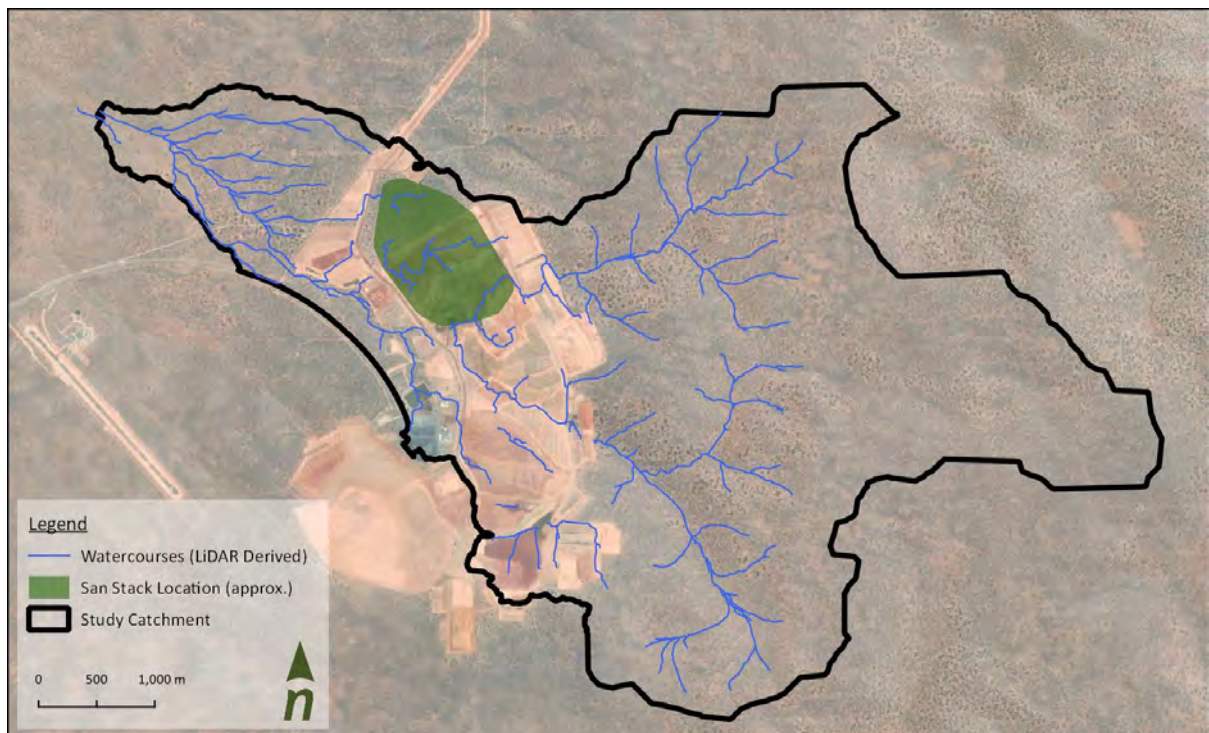 Legend
Watercourses (LiDAR Derived)
San Stack Location (approx.)
Study Catchment
0 500 1,000 m
n